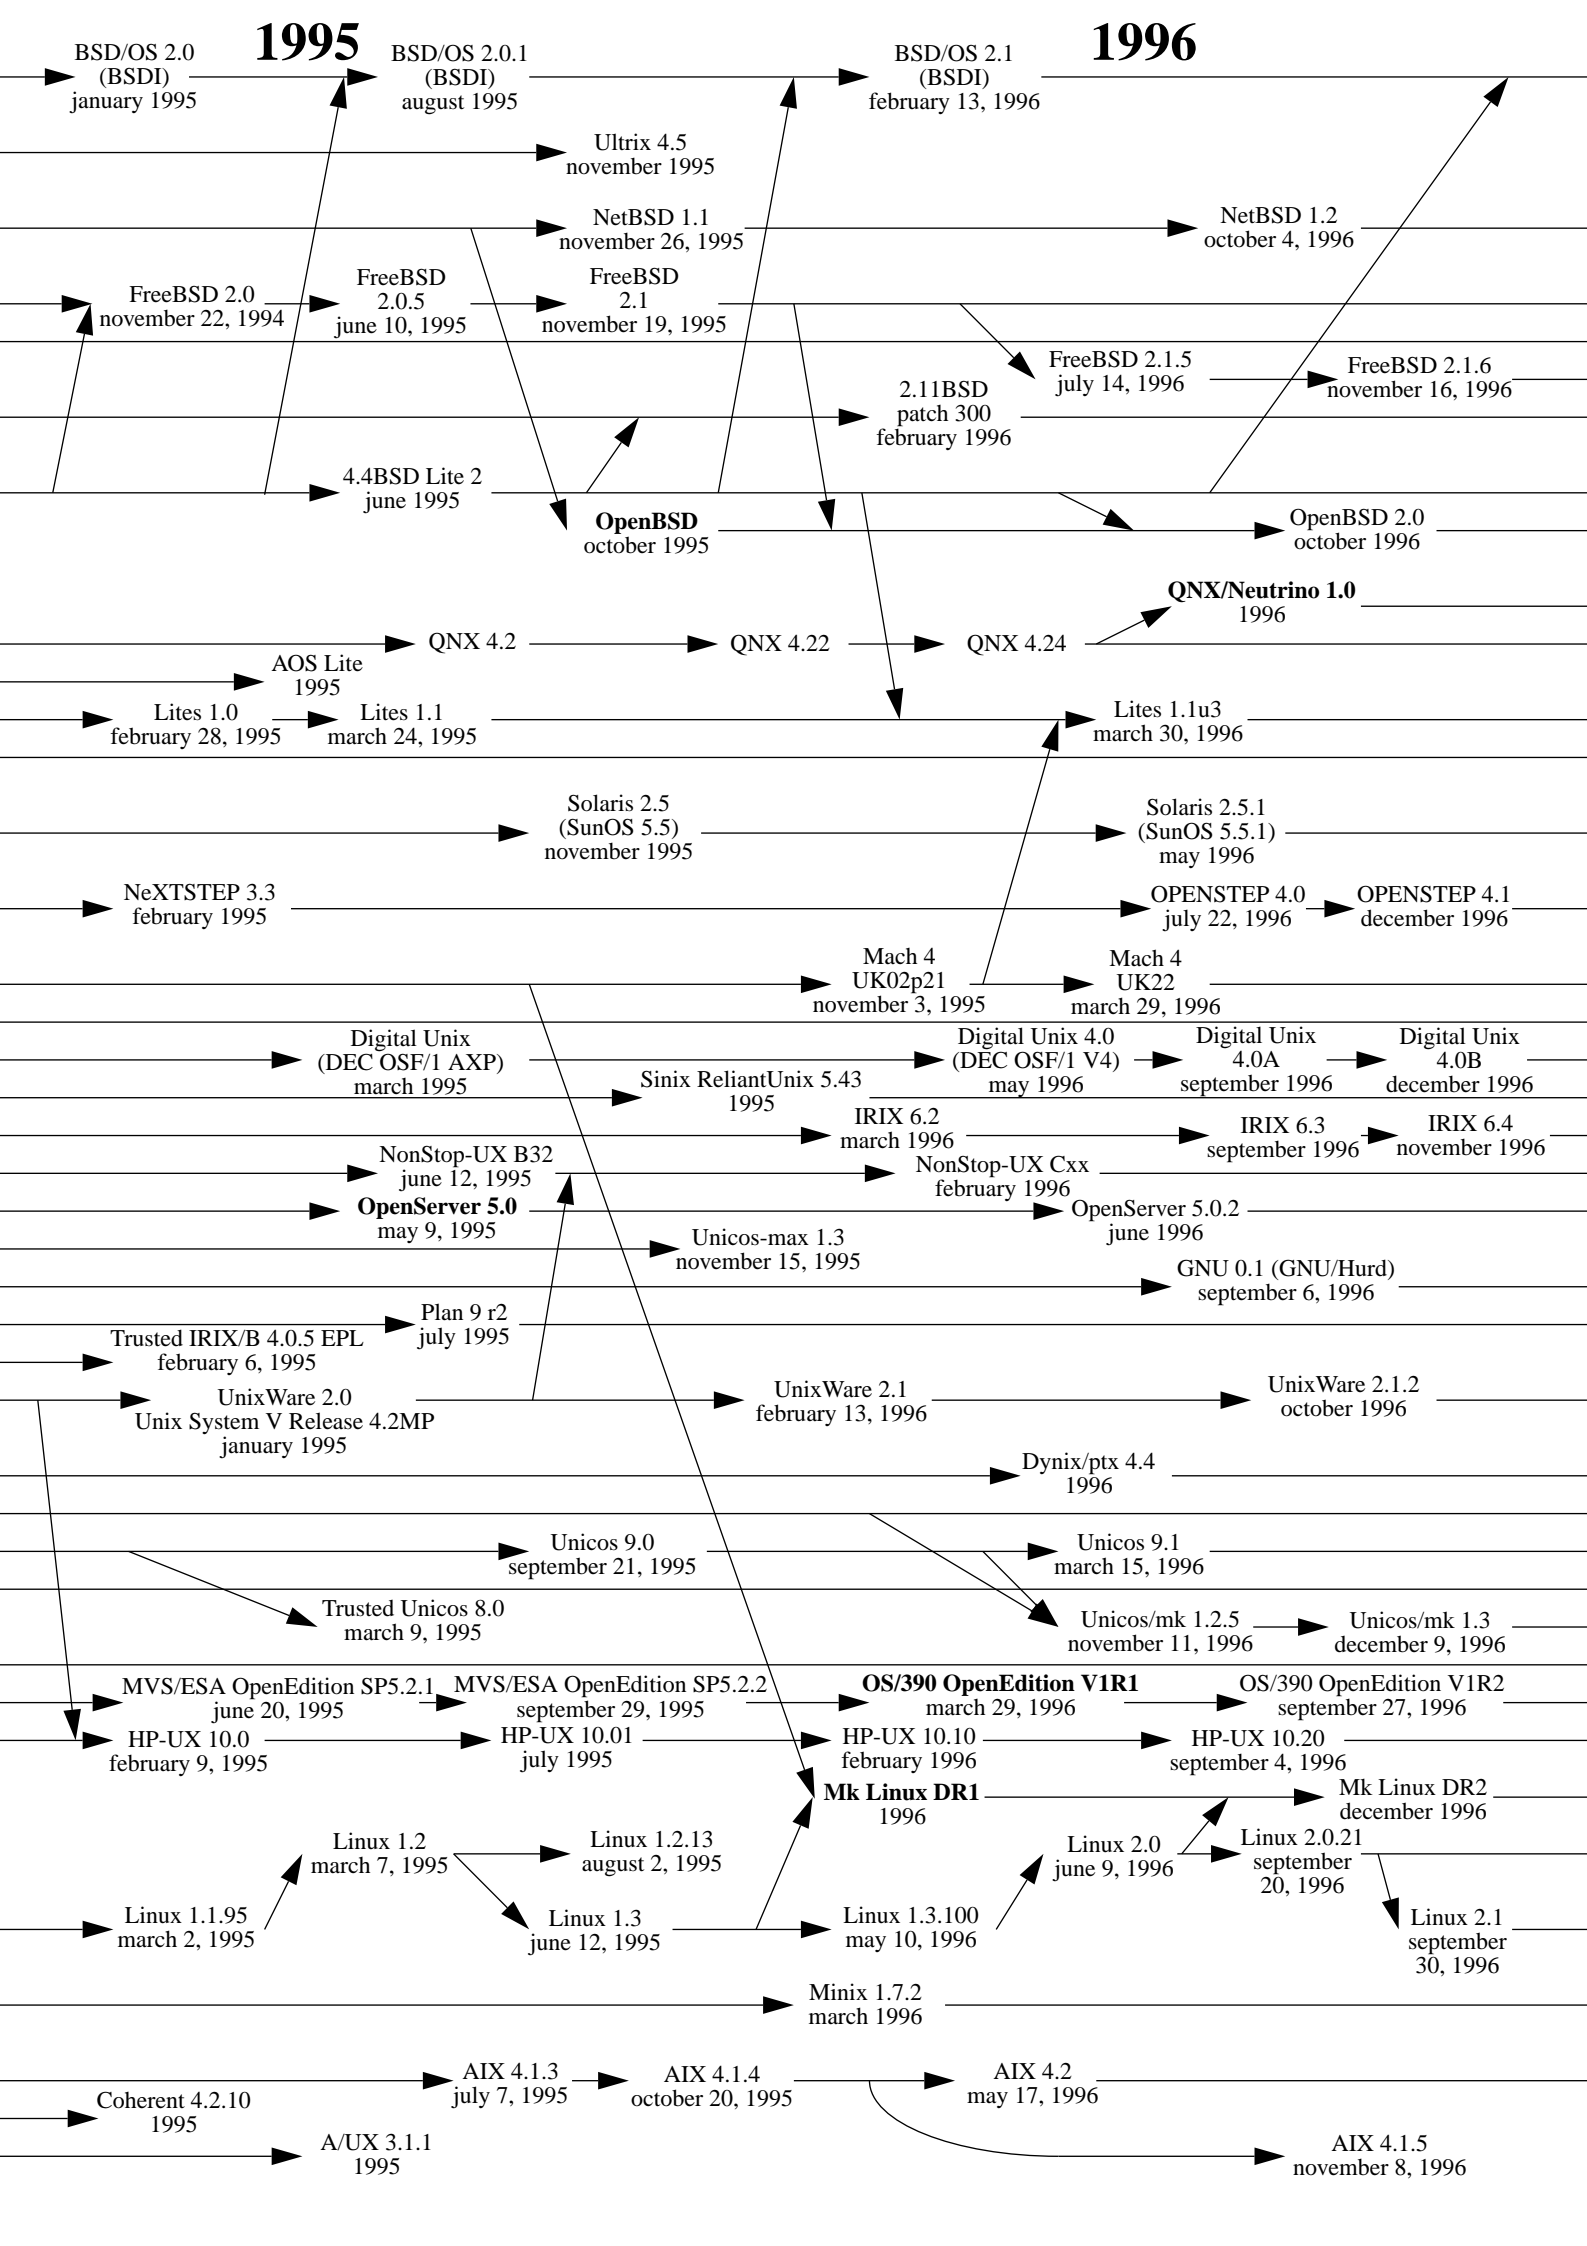 1995
1996
BSD/OS 2.0
(BSDI)
january 1995
BSD/OS 2.0.1
(BSDI)
august 1995
BSD/OS 2.1
(BSDI)
february 13, 1996
Ultrix 4.5
november 1995
NetBSD 1.1
november 26, 1995
NetBSD 1.2
october 4, 1996
FreeBSD 2.0
november 22, 1994
FreeBSD
2.0.5
june 10, 1995
FreeBSD
2.1
november 19, 1995
FreeBSD 2.1.5
july 14, 1996
FreeBSD 2.1.6
november 16, 1996
2.11BSD
patch 300
february 1996
4.4BSD Lite 2
june 1995
OpenBSD
october 1995
OpenBSD 2.0
october 1996
QNX/Neutrino 1.0
1996
QNX 4.2
QNX 4.22
QNX 4.24
AOS Lite
1995
Lites 1.0
february 28, 1995
Lites 1.1
march 24, 1995
Lites 1.1u3
march 30, 1996
Solaris 2.5
(SunOS 5.5)
november 1995
Solaris 2.5.1
(SunOS 5.5.1)
may 1996
NeXTSTEP 3.3
february 1995
OPENSTEP 4.0
july 22, 1996
OPENSTEP 4.1
december 1996
Mach 4
UK02p21
november 3, 1995
Mach 4
UK22
march 29, 1996
Digital Unix
(DEC OSF/1 AXP)
march 1995
Digital Unix 4.0
(DEC OSF/1 V4)
may 1996
Digital Unix
4.0A
september 1996
Digital Unix
4.0B
december 1996
Sinix ReliantUnix 5.43
1995
IRIX 6.2
march 1996
IRIX 6.3
september 1996
IRIX 6.4
november 1996
NonStop-UX B32
june 12, 1995
NonStop-UX Cxx
february 1996
OpenServer 5.0
may 9, 1995
OpenServer 5.0.2
june 1996
Unicos-max 1.3
november 15, 1995
GNU 0.1 (GNU/Hurd)
september 6, 1996
Plan 9 r2
july 1995
Trusted IRIX/B 4.0.5 EPL
february 6, 1995
UnixWare 2.0
Unix System V Release 4.2MP
january 1995
UnixWare 2.1
february 13, 1996
UnixWare 2.1.2
october 1996
Dynix/ptx 4.4
1996
Unicos 9.0
september 21, 1995
Unicos 9.1
march 15, 1996
Trusted Unicos 8.0
march 9, 1995
Unicos/mk 1.2.5
november 11, 1996
Unicos/mk 1.3
december 9, 1996
MVS/ESA OpenEdition SP5.2.1
june 20, 1995
MVS/ESA OpenEdition SP5.2.2
september 29, 1995
OS/390 OpenEdition V1R1
march 29, 1996
OS/390 OpenEdition V1R2
september 27, 1996
HP-UX 10.0
february 9, 1995
HP-UX 10.01
july 1995
HP-UX 10.10
february 1996
HP-UX 10.20
september 4, 1996
Mk Linux DR1
1996
Mk Linux DR2
december 1996
Linux 1.2
march 7, 1995
Linux 1.2.13
august 2, 1995
Linux 2.0
june 9, 1996
Linux 2.0.21
september
20, 1996
Linux 1.1.95
march 2, 1995
Linux 1.3
june 12, 1995
Linux 1.3.100
may 10, 1996
Linux 2.1
september
30, 1996
Minix 1.7.2
march 1996
AIX 4.1.3
july 7, 1995
AIX 4.1.4
october 20, 1995
AIX 4.2
may 17, 1996
Coherent 4.2.10
1995
A/UX 3.1.1
1995
AIX 4.1.5
november 8, 1996